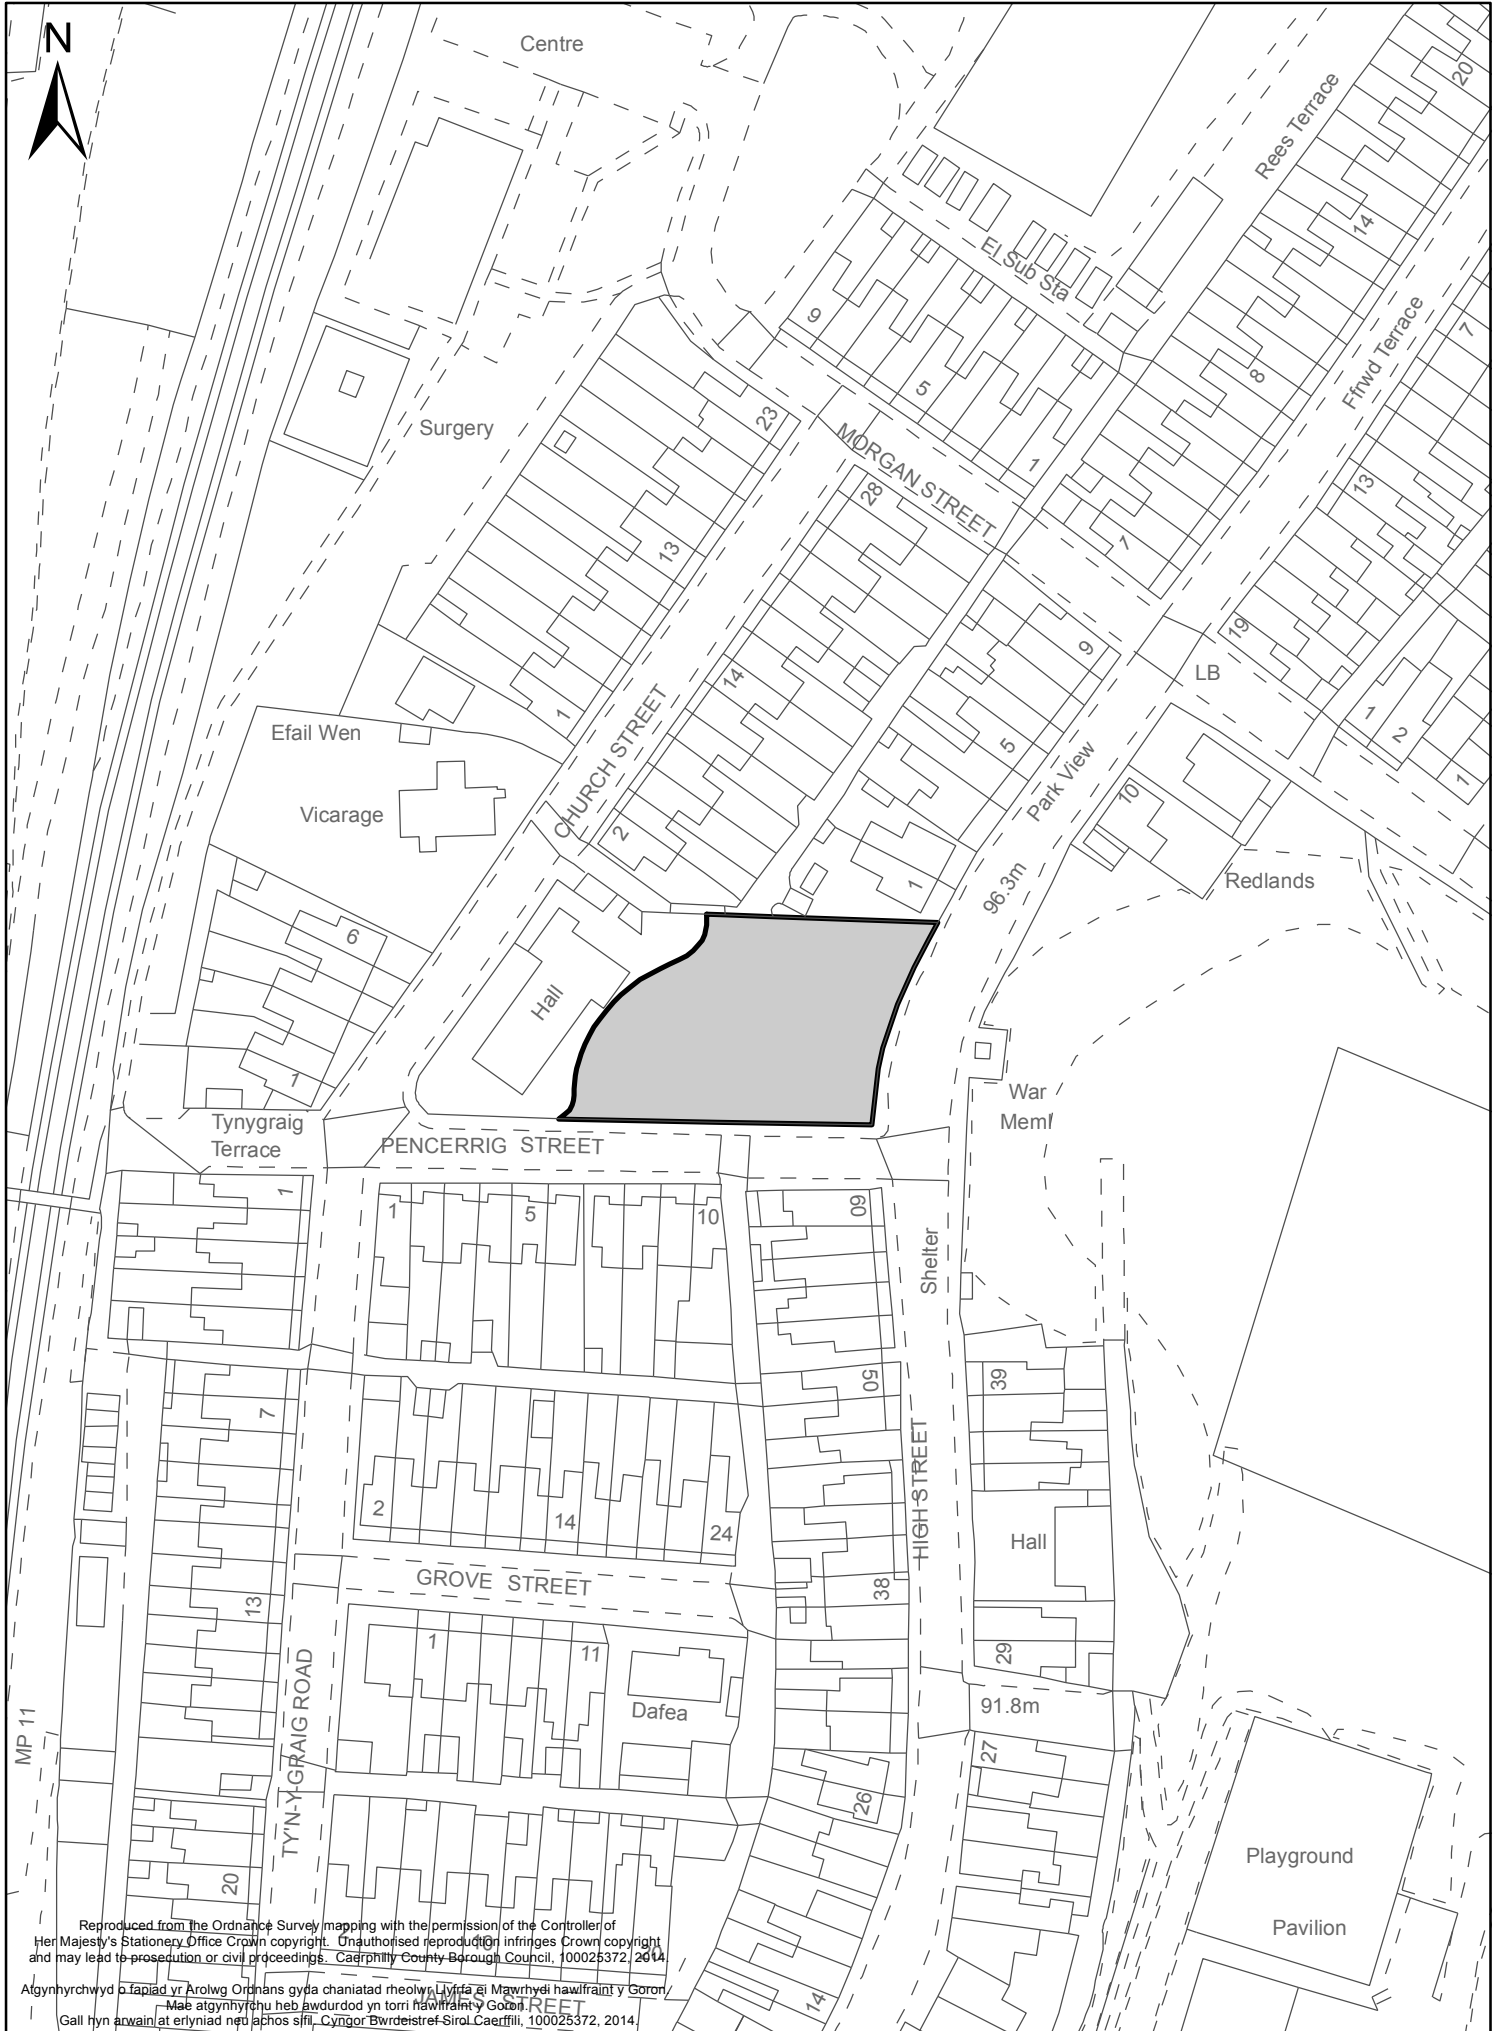 N
Centre
20
Rees Terrace
14
El Sub Sta
9
Ffrwd Terrace
7
8
5
23
Surgery
MORGAN STREET
1
28
13
13
7
19
9
LB
14
1
Efail Wen
CHURCH STREET
5
1
2
1
Park View
10
Vicarage
2
1
96.3m
Redlands
6
Hall
1
War
Meml
Tynygraig
Terrace
PENCERRIG STREET
1
1
5
10
60
Shelter
50
39
7
HIGH STREET
2
14
24
Hall
GROVE STREET
38
13
1
11
29
TY'N-Y-GRAIG ROAD
Dafea
91.8m
MP 11
27
26
Playground
20
Pavilion
Reproduced from the Ordnance Survey mapping with the permission of the Controller of
Her Majesty's Stationery Office Crown copyright. Unauthorised reproduction infringes Crown copyright
and may lead to prosecution or civil proceedings. Caerphilly County Borough Council, 100025372, 2014.
10
Atgynhyrchwyd o fapiad yr Arolwg Ordnans gyda chaniatad rheolwr Llyfrfa ei Mawrhydi hawlfraint y Goron.
Mae atgynhyrchu heb awdurdod yn torri hawlfraint y Goron.
Gall hyn arwain at erlyniad neu achos sifil. Cyngor Bwrdeistref Sirol Caerffili, 100025372, 2014.
JAMES STREET
14